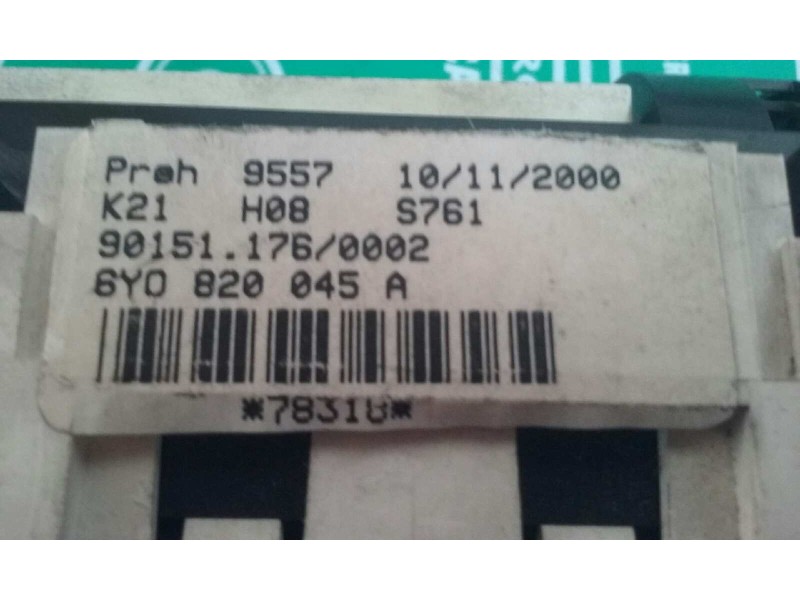 Preh 9557 10/11/2000
K21 H08 S761
90151.176/0002
6Y0 820 045 A